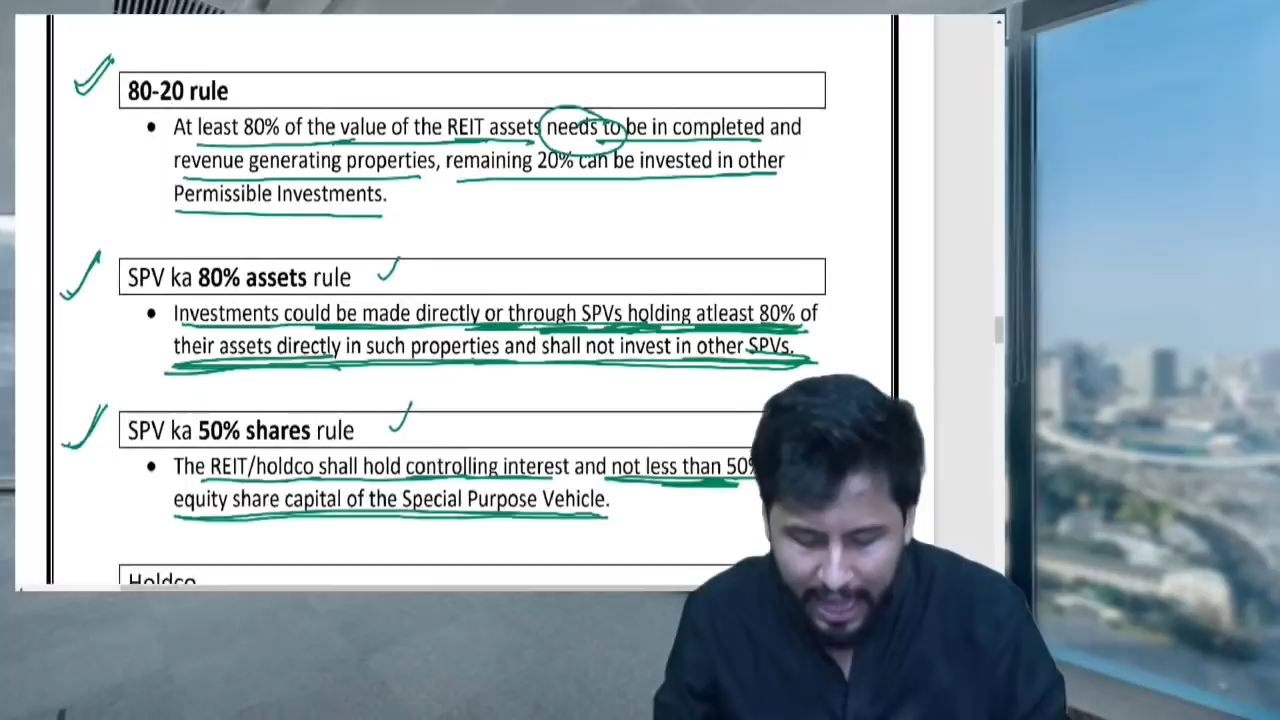 80-20 rule
• At least 80% of the value of the REIT assets needs to be in completed and
revenue generating properties, remaining 20% can be invested in other
Permissible Investments.
SPV ka 80% assets rule
• Investments could be made directly or through SPVs holding atleast 80% of
their assets directly in such properties and shall not invest in other SPVs.
SPV ka 50% shares rule
• The REIT/holdco shall hold controlling interest and not less than 50%
equity share capital of the Special Purpose Vehicle.
Holdco